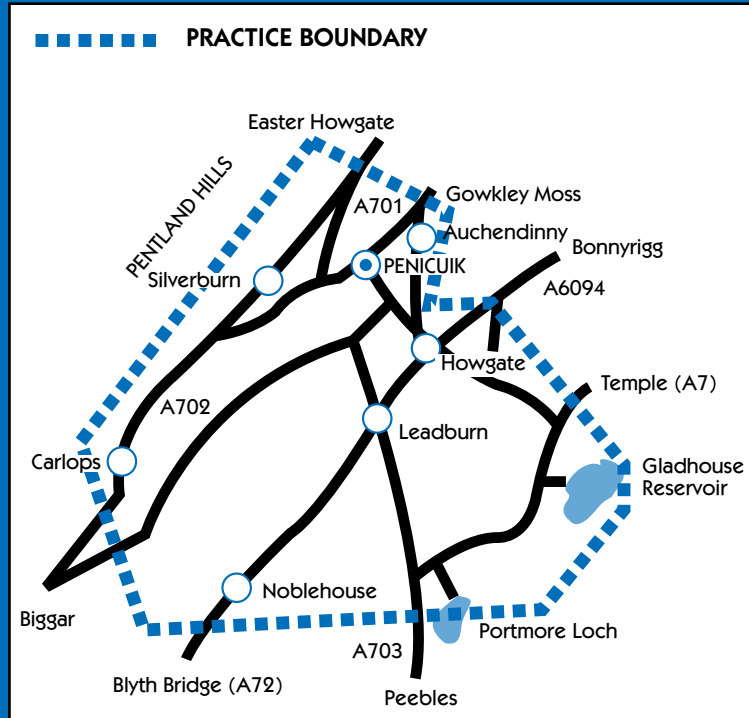 PRACTICE BOUNDARY
Easter Howgate
PENTLAND HILLS
A701
Gowkley Moss
Auchendinny
Bonnyrigg
PENICUIK
Silverburn
A6094
Howgate
Temple (A7)
A702
Leadburn
Carlops
Gladhouse
Reservoir
Noblehouse
Biggar
Portmore Loch
A703
Blyth Bridge (A72)
Peebles